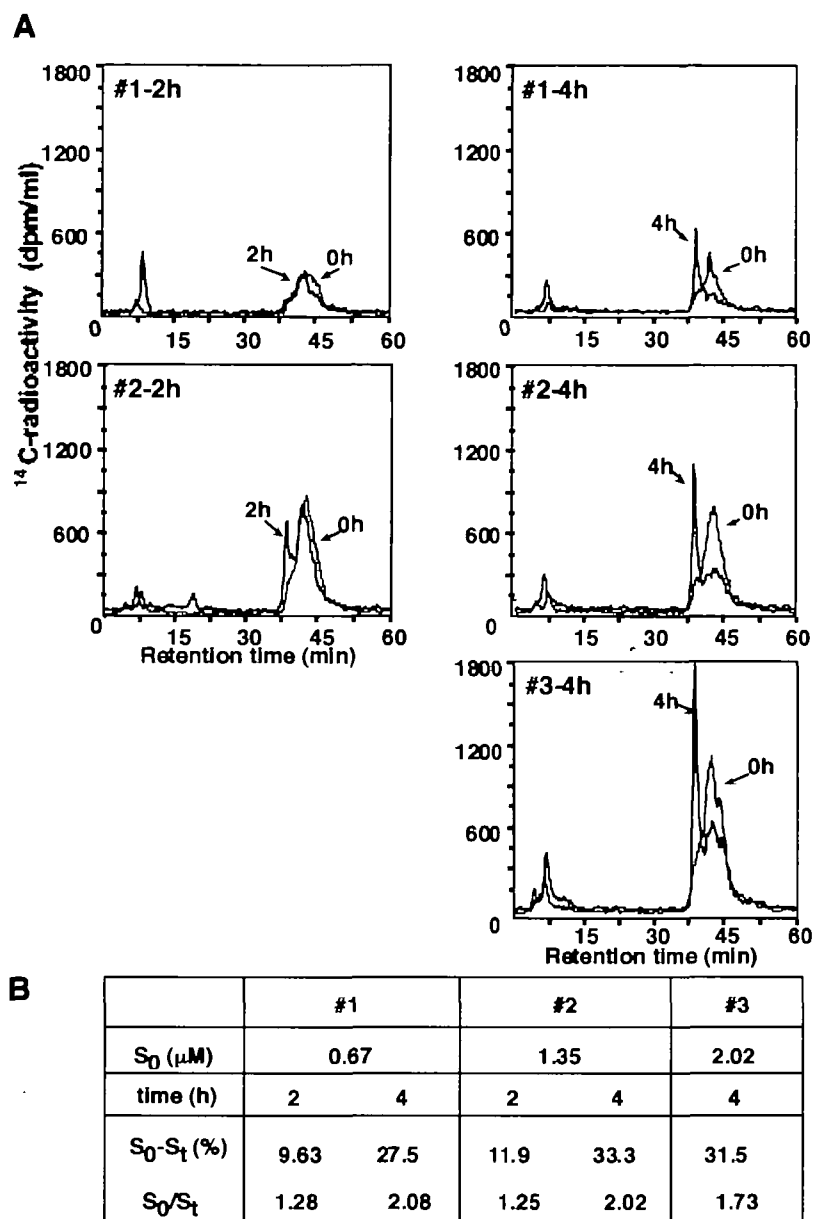 A
1800
1200
600
0
#1-2h
2h
0h
15
30
45
60
1800
1200
600
0
#1-4h
4h
0h
15
30
45
60
¹⁴C-radioactivity (dpm/ml)
1800
1200
600
0
#2-2h
2h
0h
15
30
45
60
Retention time (min)
1800
1200
600
0
#2-4h
4h
0h
15
30
45
60
1800
1200
600
0
#3-4h
4h
0h
15
30
45
60
Retention time (min)
B
#1 #2 #3
S₀ (μM) 0.67 1.35 2.02
time (h) 2 4 2 4 4
S₀-Sₜ (%) 9.63 27.5 11.9 33.3 31.5
S₀/Sₜ 1.28 2.08 1.25 2.02 1.73